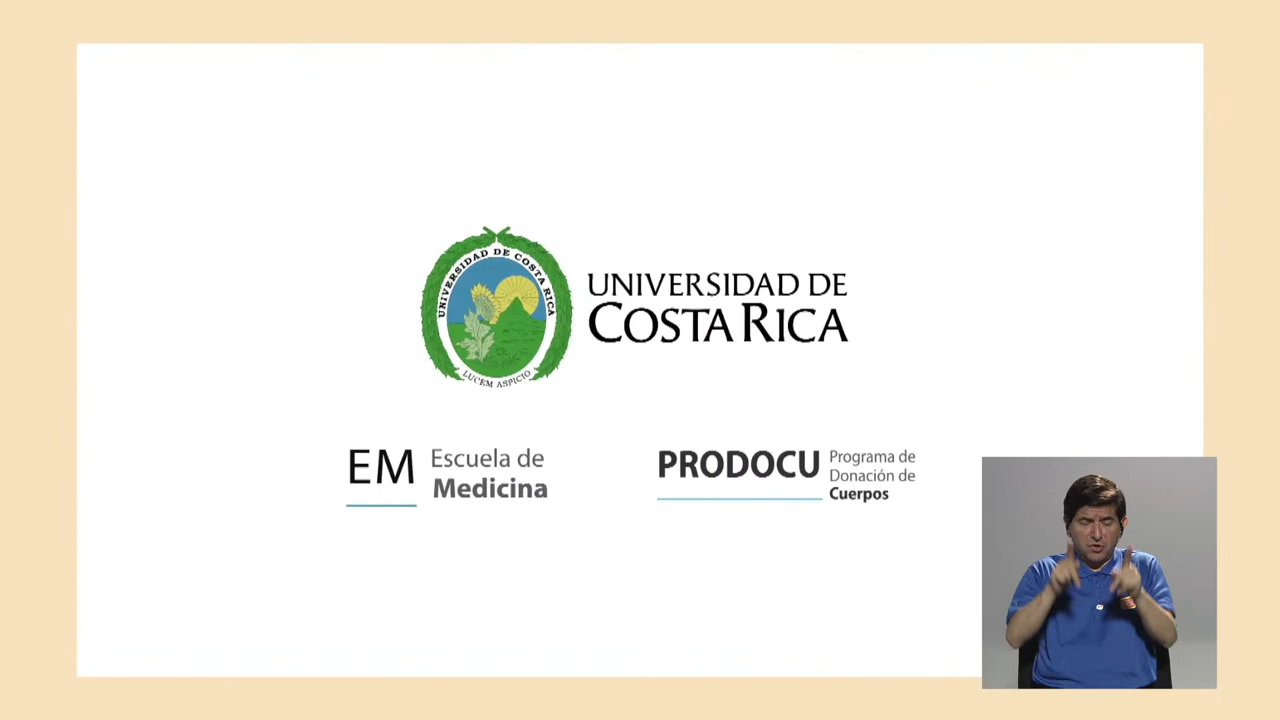 UNIVERSIDAD DE COSTA RICA
LUCEM ASPICIO
UNIVERSIDAD DE
COSTA RICA
EM
Escuela de
Medicina
PRODOCU
Programa de
Donación de
Cuerpos